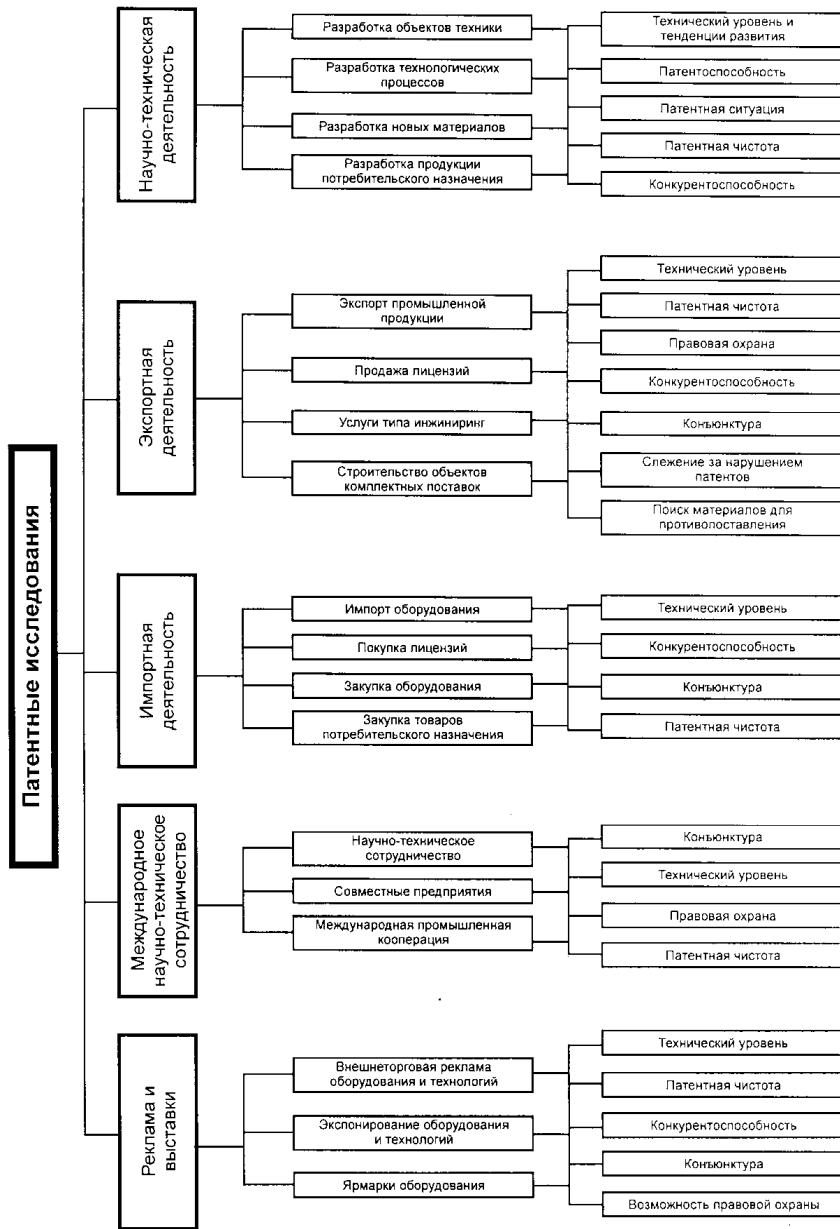 Патентные исследования
Научно-техническая
деятельность
Разработка объектов техники
Разработка технологических
процессов
Разработка новых материалов
Разработка продукции
потребительского назначения
Технический уровень и
тенденции развития
Патентоспособность
Патентная ситуация
Патентная чистота
Конкурентоспособность
Экспортная
деятельность
Экспорт промышленной
продукции
Продажа лицензий
Услуги типа инжиниринг
Строительство объектов
комплектных поставок
Технический уровень
Патентная чистота
Правовая охрана
Конкурентоспособность
Конъюнктура
Слежение за нарушением
патентов
Поиск материалов для
противопоставления
Импортная
деятельность
Импорт оборудования
Покупка лицензий
Закупка оборудования
Закупка товаров
потребительского назначения
Технический уровень
Конкурентоспособность
Конъюнктура
Патентная чистота
Международное
научно-техническое
сотрудничество
Научно-техническое
сотрудничество
Совместные предприятия
Международная промышленная
кооперация
Конъюнктура
Технический уровень
Правовая охрана
Патентная чистота
Реклама и
выставки
Внешнеторговая реклама
оборудования и технологий
Экспонирование оборудования
и технологий
Ярмарки оборудования
Технический уровень
Патентная чистота
Конкурентоспособность
Конъюнктура
Возможность правовой охраны